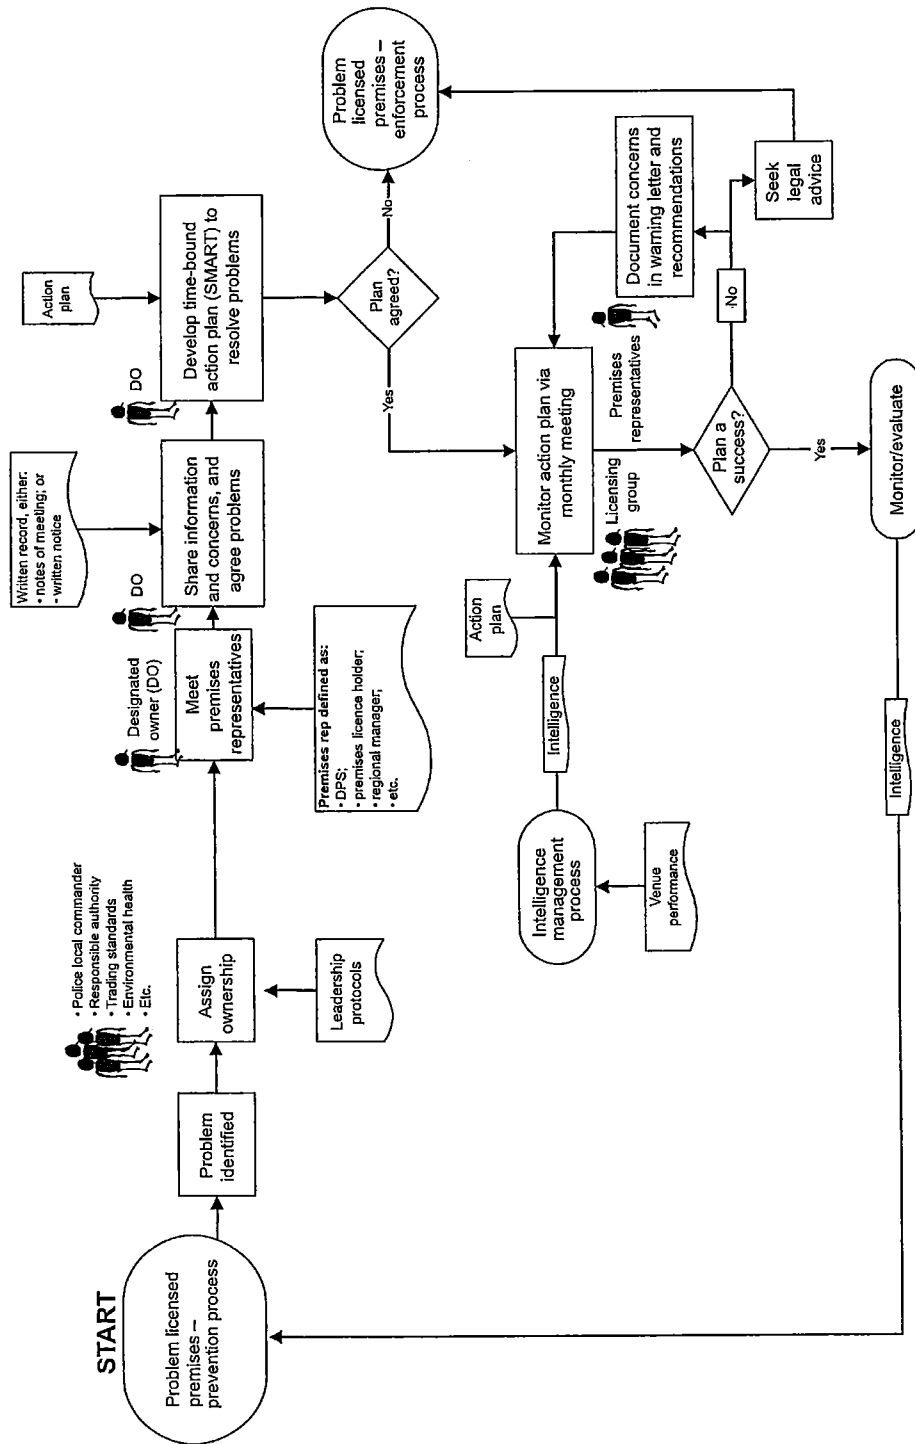 START
Problem licensed
premises –
prevention process
Problem
identified
• Police local commander
• Responsible authority
• Trading standards
• Environmental health
• Etc.
Assign
ownership
Leadership
protocols
Designated
owner (DO)
Meet
premises
representatives
Premises rep defined as:
• DPS;
• premises licence holder;
• regional manager;
• etc.
Written record, either:
• notes of meeting; or
- written notice
DO
Share information
and concerns, and
agree problems
Action
plan
DO
Develop time-bound
action plan (SMART) to
resolve problems
Plan
agreed?
No
Problem
licensed
premises –
enforcement
process
Yes
Venue
performance
Intelligence
management
process
Intelligence
Action
plan
Monitor action plan via
monthly meeting
Licensing
group
Premises
representatives
Document concerns
in warning letter and
recommendations
Plan a
success?
No
Seek
legal
advice
Yes
Monitor/evaluate
Intelligence